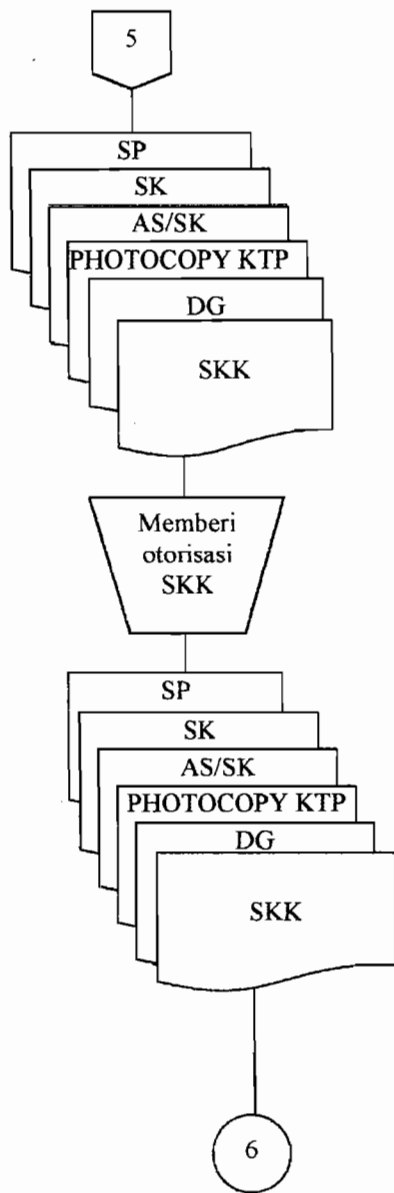 5
SP
SK
AS/SK
PHOTOCOPY KTP
DG
SKK
Memberi
otorisasi
SKK
SP
SK
AS/SK
PHOTOCOPY KTP
DG
SKK
6